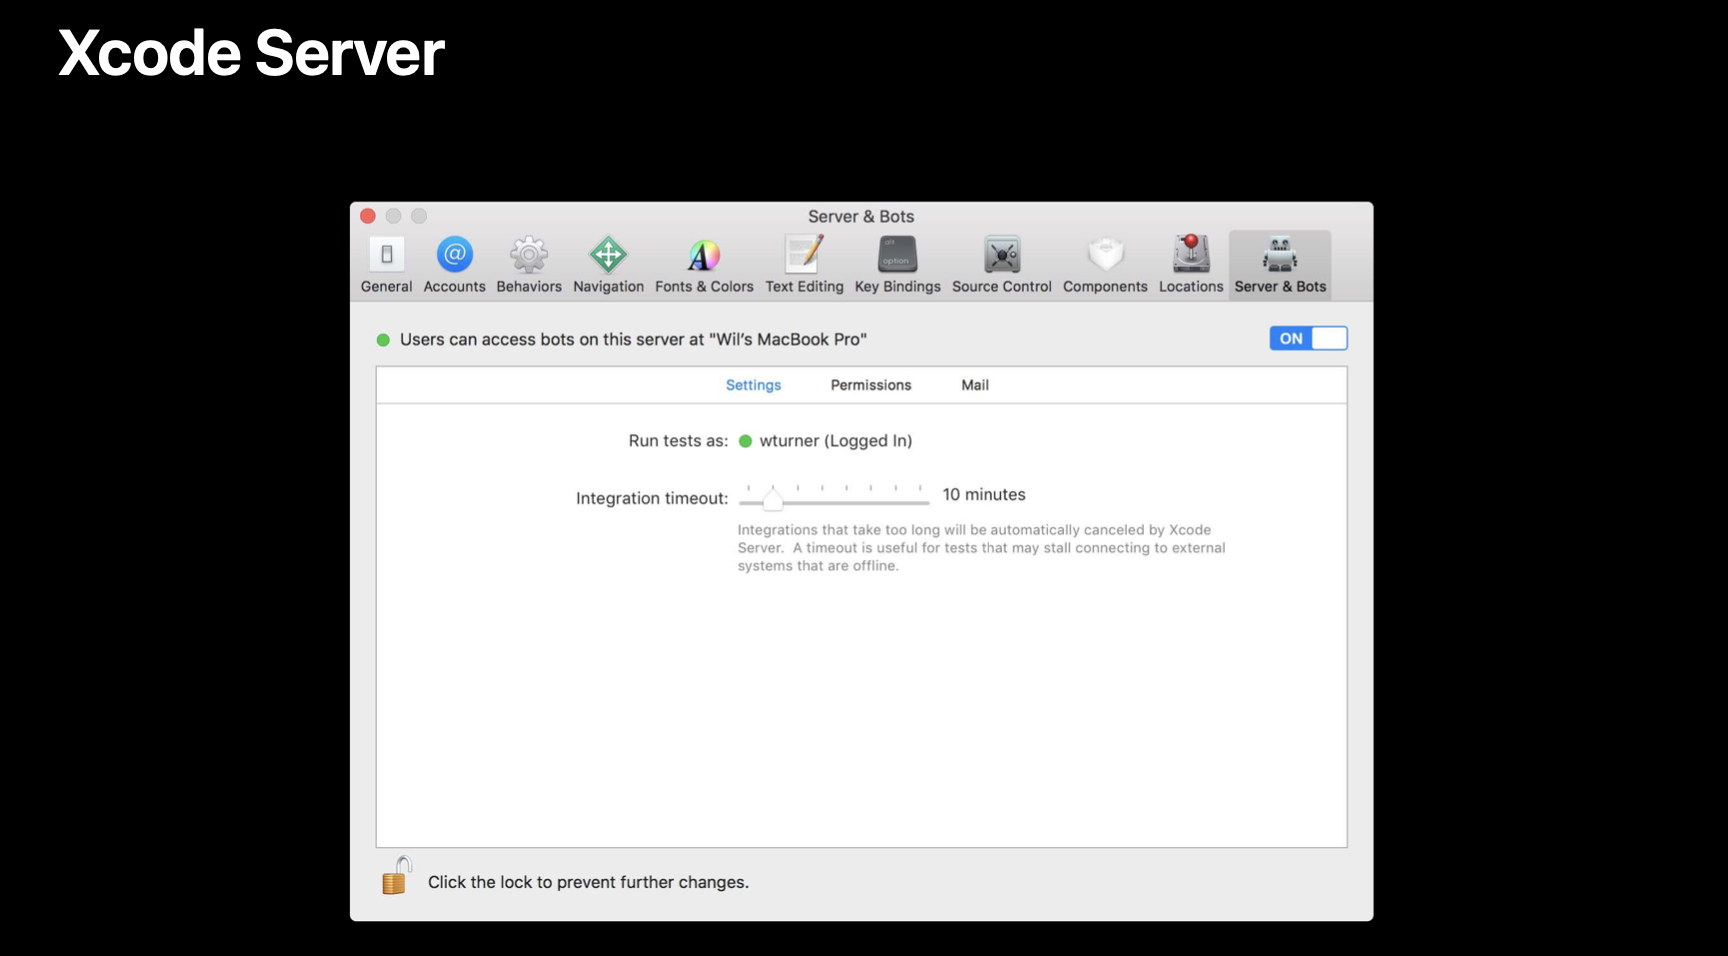 Xcode Server
Server & Bots
General Accounts Behaviors Navigation Fonts & Colors Text Editing Key Bindings Source Control Components Locations Server & Bots
alt
option
Users can access bots on this server at "Wil’s MacBook Pro"
ON
Settings Permissions Mail
Run tests as: wturner (Logged In)
Integration timeout: 10 minutes
Integrations that take too long will be automatically canceled by Xcode
Server. A timeout is useful for tests that may stall connecting to external
systems that are offline.
Click the lock to prevent further changes.